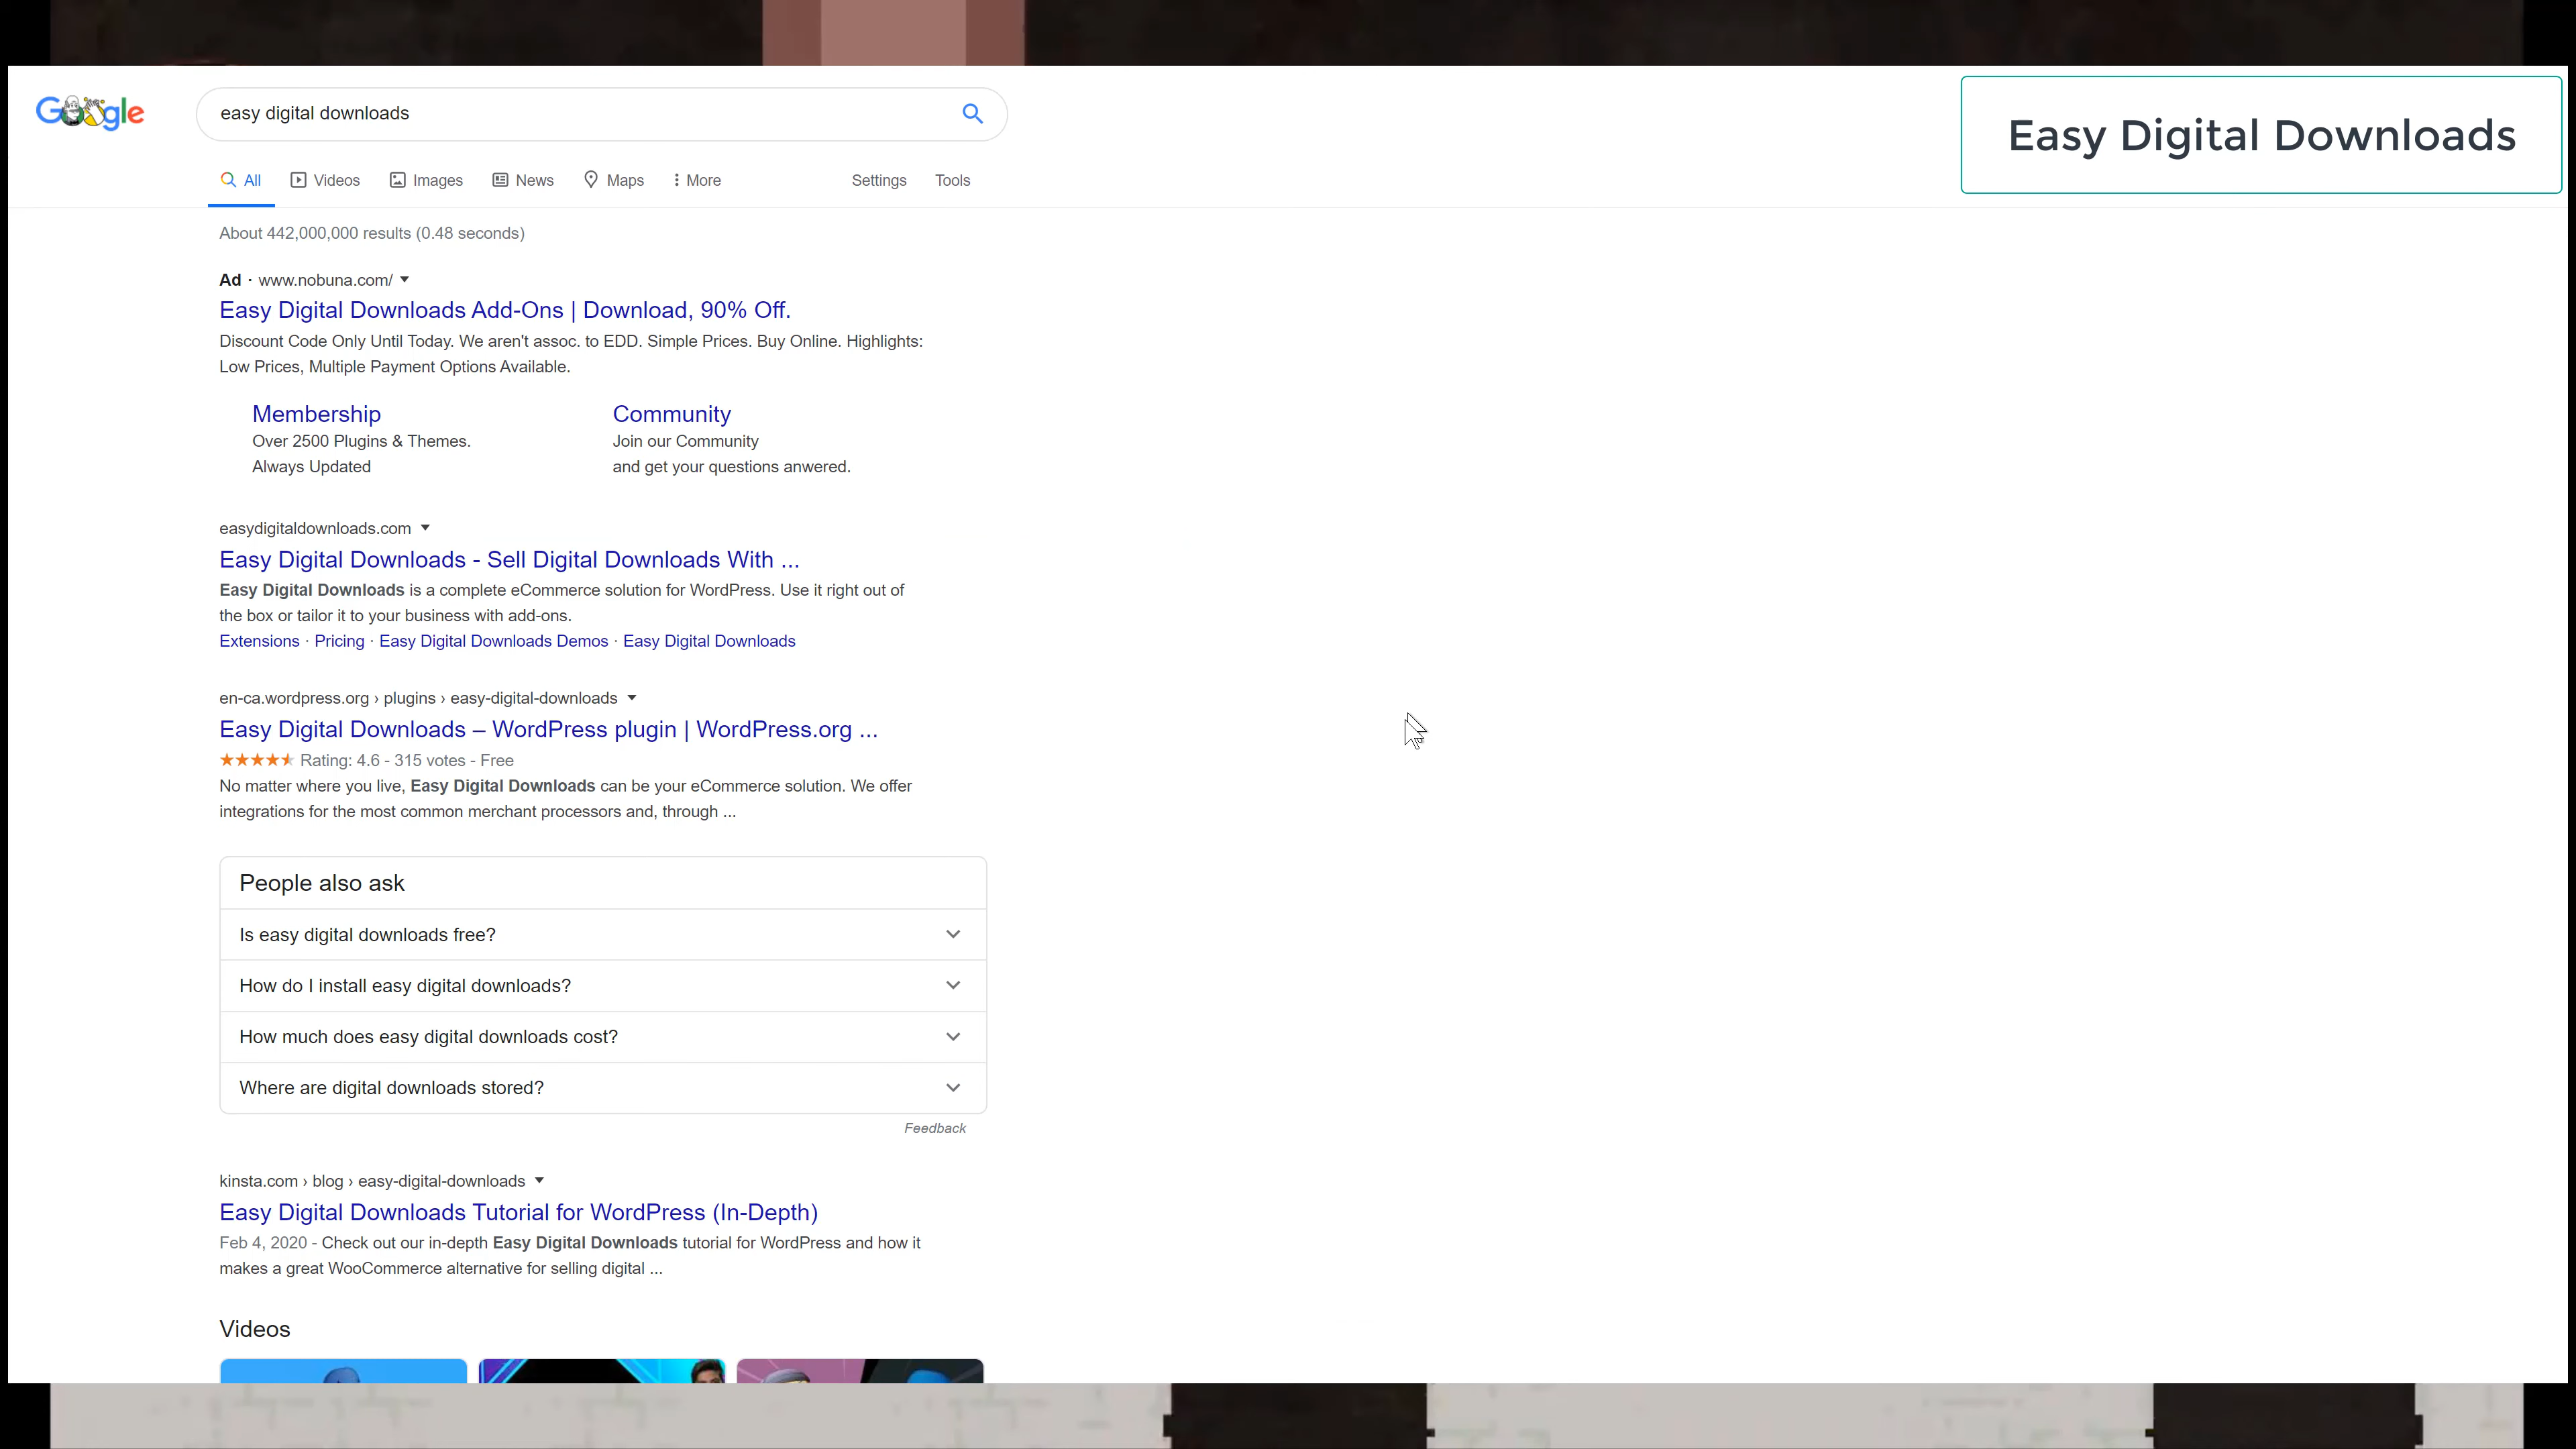 Google
easy digital downloads
Easy Digital Downloads
All Videos Images News Maps More Settings Tools
About 442,000,000 results (0.48 seconds)
Ad · www.nobuna.com/
Easy Digital Downloads Add-Ons | Download, 90% Off.
Discount Code Only Until Today. We aren't assoc. to EDD. Simple Prices. Buy Online. Highlights:
Low Prices, Multiple Payment Options Available.
Membership
Over 2500 Plugins & Themes.
Always Updated
Community
Join our Community
and get your questions anwered.
easydigitaldownloads.com
Easy Digital Downloads - Sell Digital Downloads With ...
Easy Digital Downloads is a complete eCommerce solution for WordPress. Use it right out of
the box or tailor it to your business with add-ons.
Extensions · Pricing · Easy Digital Downloads Demos · Easy Digital Downloads
en-ca.wordpress.org › plugins › easy-digital-downloads
Easy Digital Downloads – WordPress plugin | WordPress.org ...
Rating: 4.6 - 315 votes - Free
No matter where you live, Easy Digital Downloads can be your eCommerce solution. We offer
integrations for the most common merchant processors and, through ...
People also ask
Is easy digital downloads free?
How do I install easy digital downloads?
How much does easy digital downloads cost?
Where are digital downloads stored?
Feedback
kinsta.com › blog › easy-digital-downloads
Easy Digital Downloads Tutorial for WordPress (In-Depth)
Feb 4, 2020 - Check out our in-depth Easy Digital Downloads tutorial for WordPress and how it
makes a great WooCommerce alternative for selling digital ...
Videos